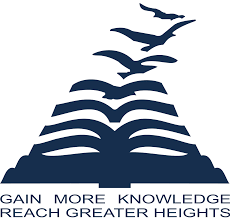 GAIN MORE KNOWLEDGE
REACH GREATER HEIGHTS